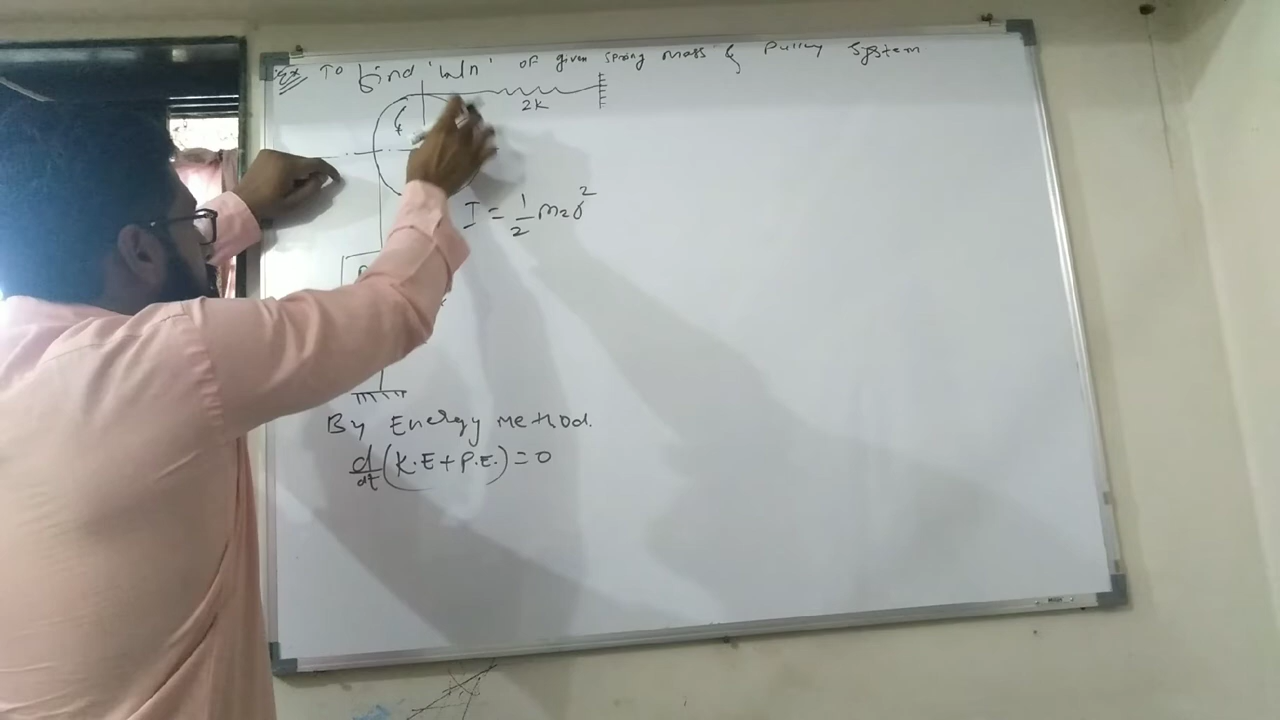 Ex To find 'ωn' of given spring mass & Pulley System
2K
I = 1/2 m₂r²
By Energy method.
d/dt (K.E + P.E.) = 0